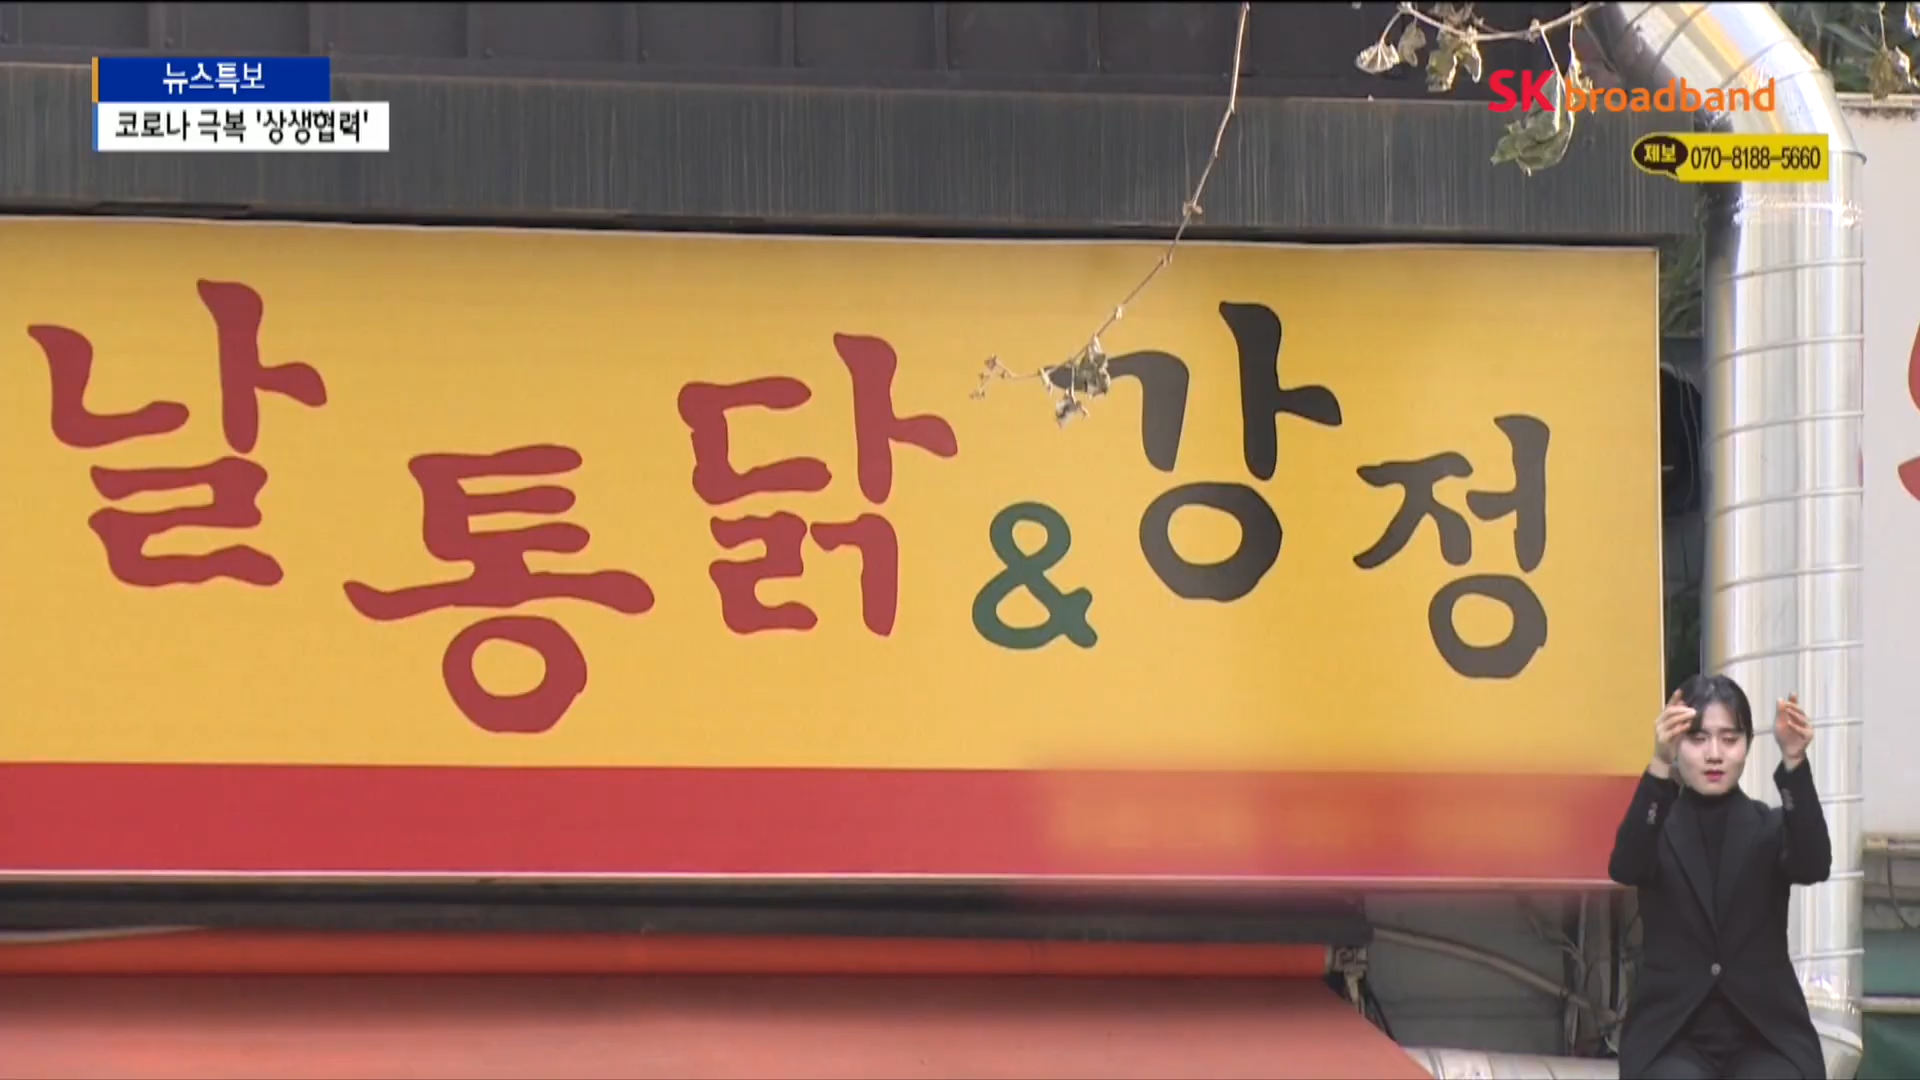 뉴스특보
코로나 극복 '상생협력'
SK broadband
제보 070-8188-5660
날 통닭 & 강정